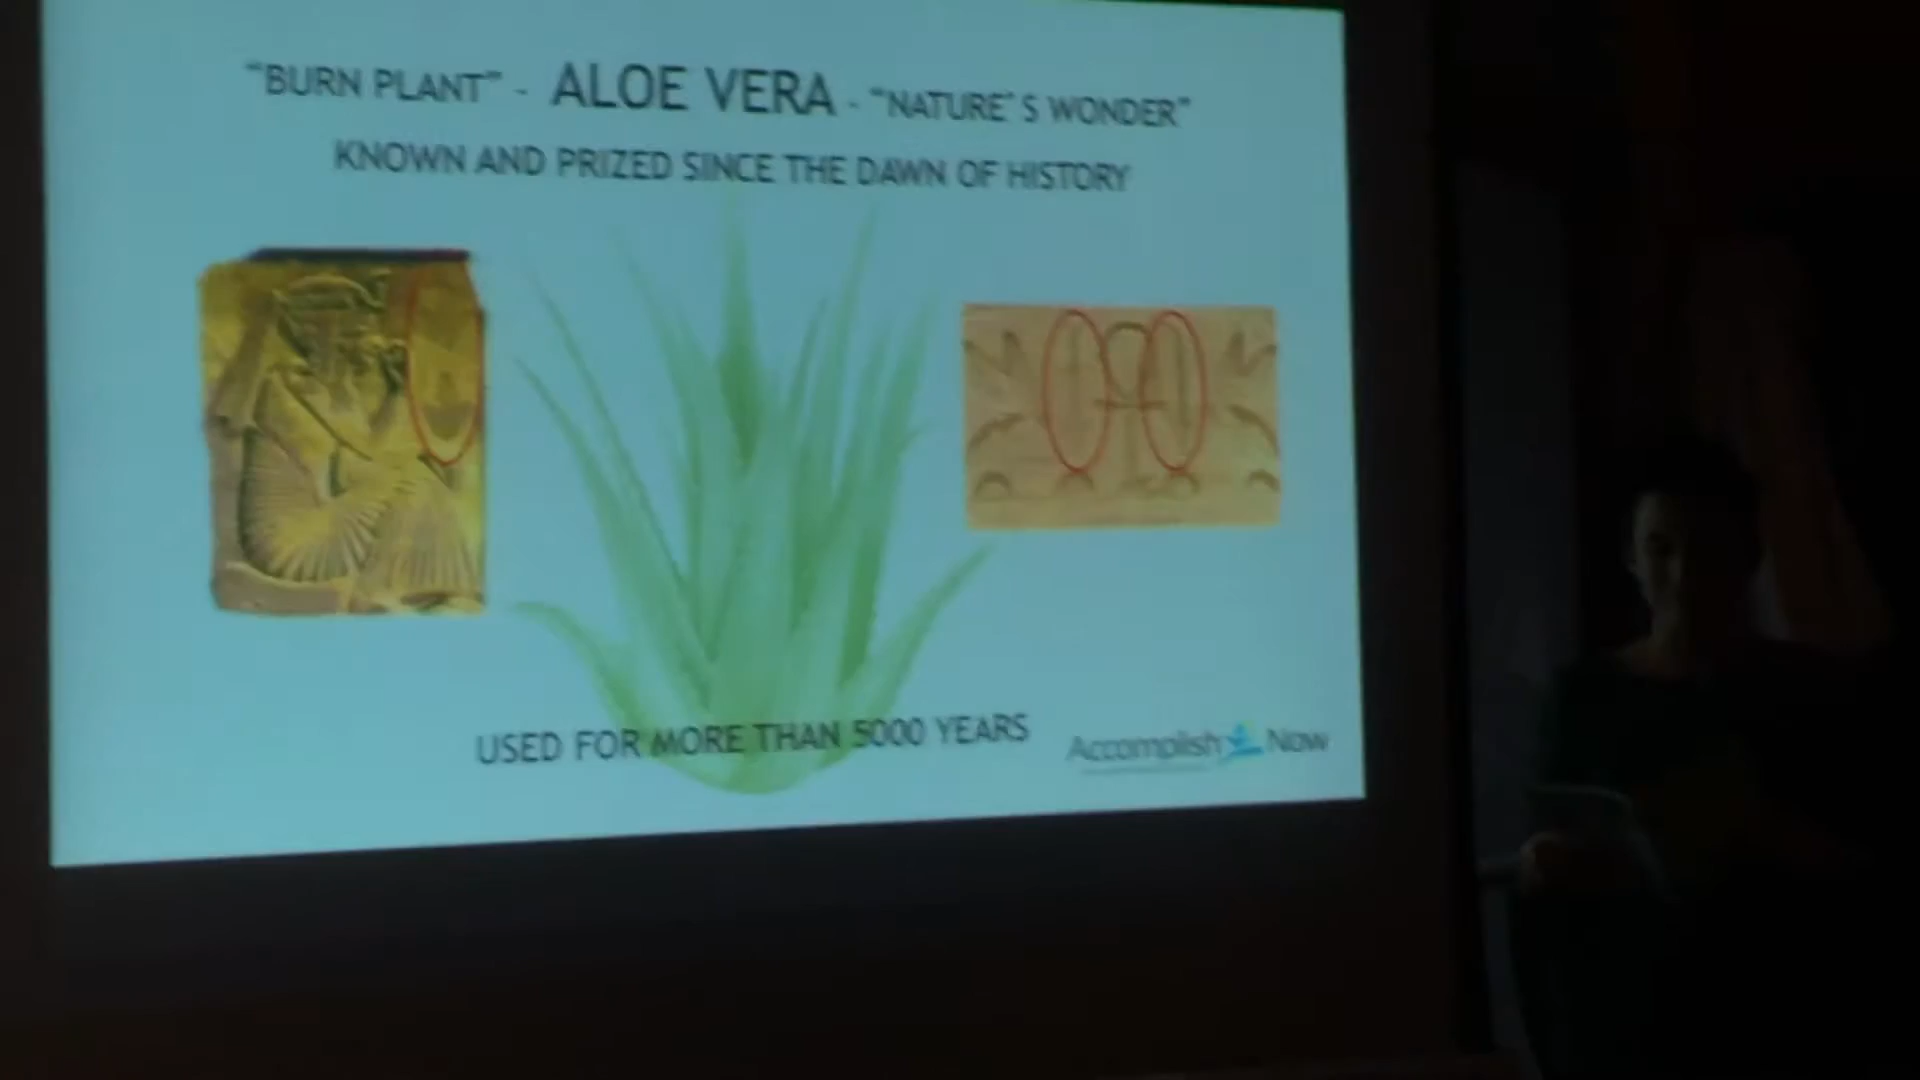 "BURN PLANT" - ALOE VERA - "NATURE'S WONDER"
KNOWN AND PRIZED SINCE THE DAWN OF HISTORY
USED FOR MORE THAN 5000 YEARS
Accomplish Now